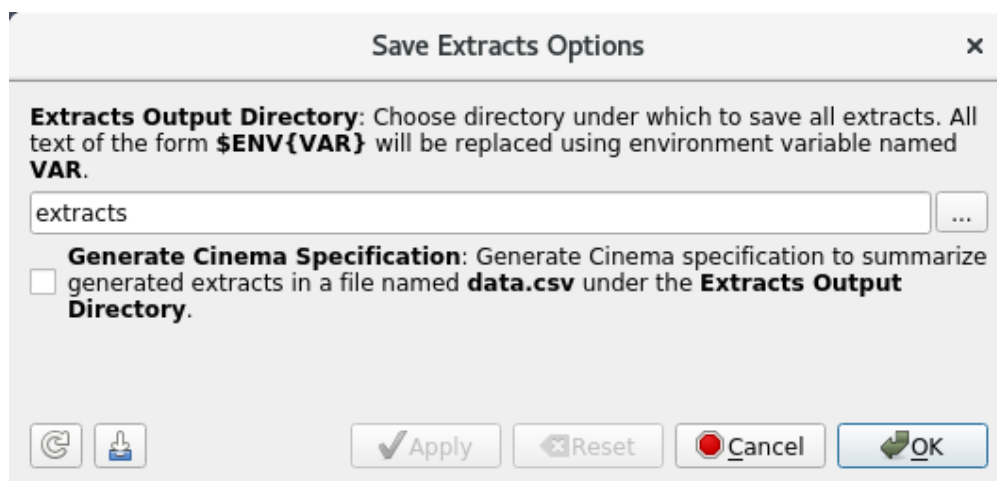 Save Extracts Options
Extracts Output Directory: Choose directory under which to save all extracts. All
text of the form $ENV{VAR} will be replaced using environment variable named
VAR.
extracts
...
Generate Cinema Specification: Generate Cinema specification to summarize
generated extracts in a file named data.csv under the Extracts Output
Directory.
Apply Reset Cancel OK